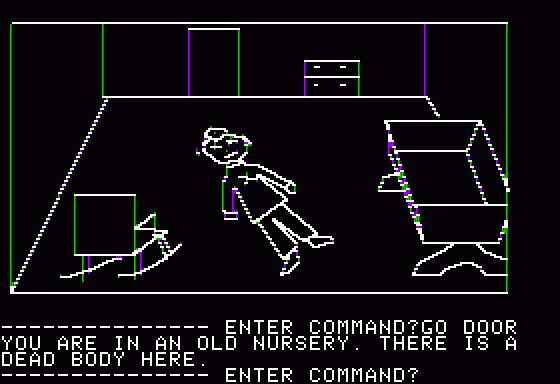 --------------- ENTER COMMAND?GO DOOR
YOU ARE IN AN OLD NURSERY. THERE IS A
DEAD BODY HERE.
--------------- ENTER COMMAND?